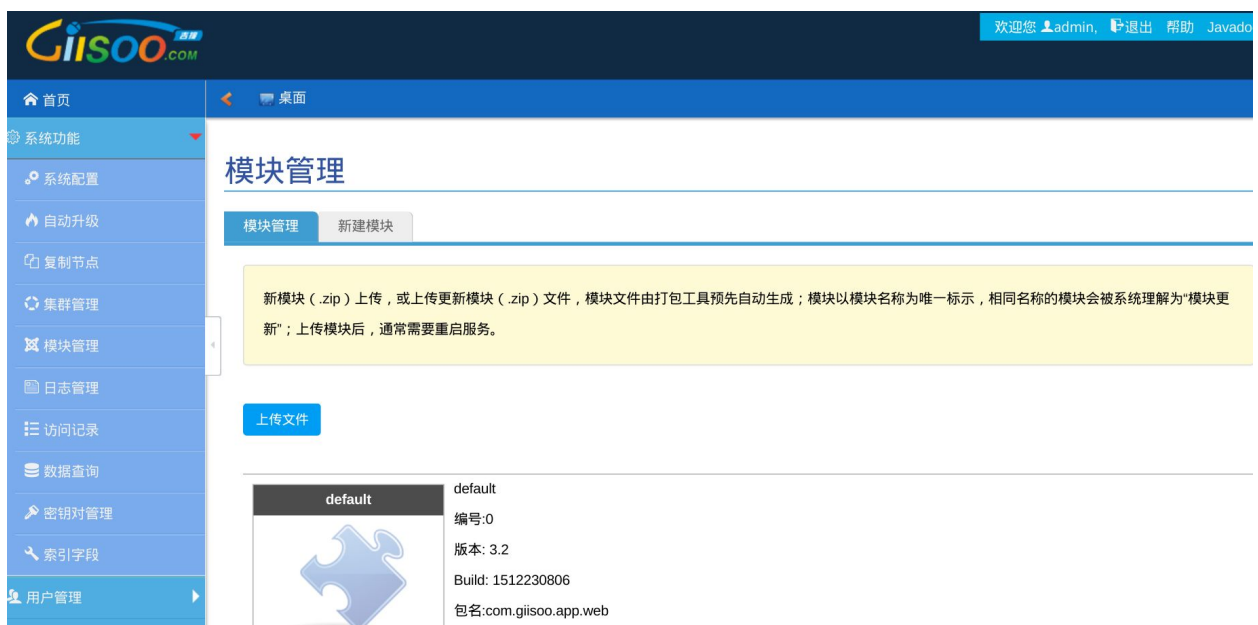 Giisoo.com 吉搜
欢迎您 admin, 退出 帮助 Javado
首页
桌面
系统功能
系统配置
自动升级
复制节点
集群管理
模块管理
日志管理
访问记录
数据查询
密钥对管理
索引字段
用户管理
模块管理
模块管理 新建模块
新模块（.zip）上传，或上传更新模块（.zip）文件，模块文件由打包工具预先自动生成；模块以模块名称为唯一标示，相同名称的模块会被系统理解为“模块更
新”；上传模块后，通常需要重启服务。
上传文件
default
default
编号:0
版本: 3.2
Build: 1512230806
包名:com.giisoo.app.web